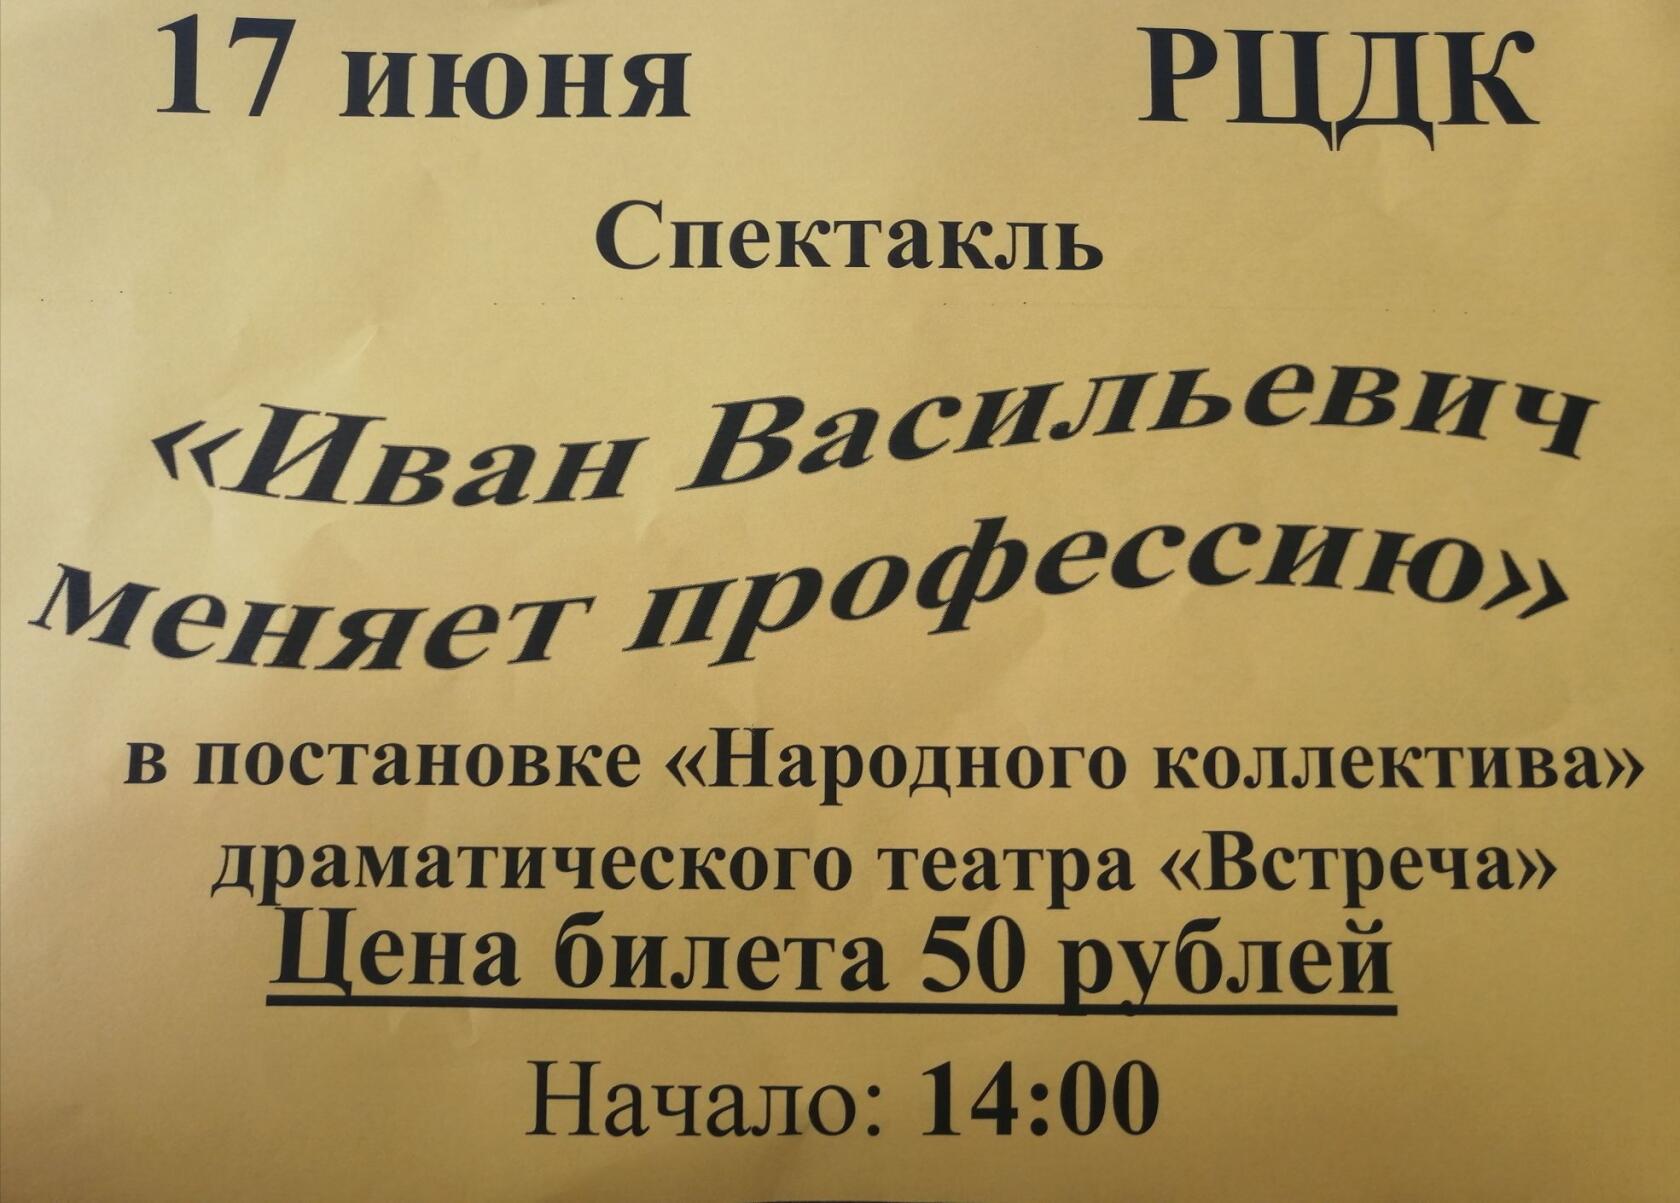 17 июня РЦДК
Спектакль
«Иван Васильевич
меняет профессию»
в постановке «Народного коллектива»
драматического театра «Встреча»
Цена билета 50 рублей
Начало: 14:00